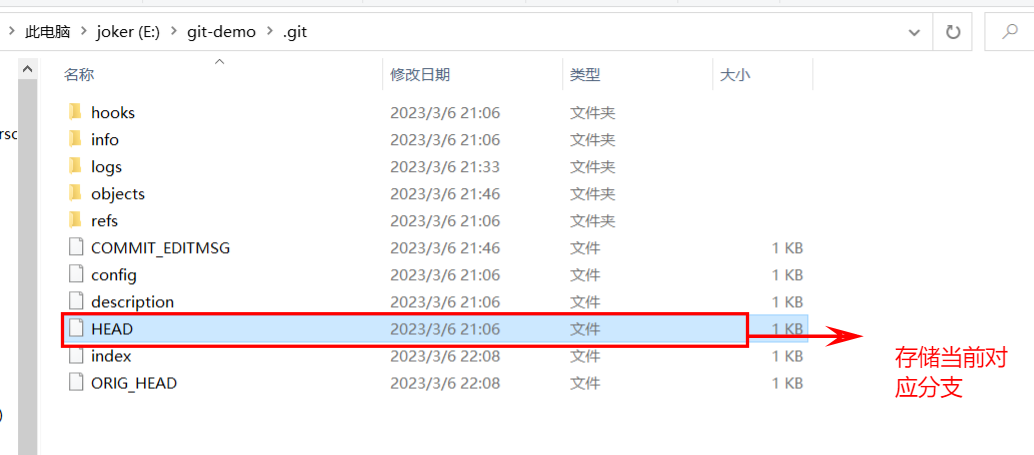 此电脑 > joker (E:) > git-demo > .git
名称 修改日期 类型 大小
hooks 2023/3/6 21:06 文件夹
info 2023/3/6 21:06 文件夹
logs 2023/3/6 21:33 文件夹
objects 2023/3/6 21:46 文件夹
refs 2023/3/6 21:06 文件夹
COMMIT_EDITMSG 2023/3/6 21:46 文件 1 KB
config 2023/3/6 21:06 文件 1 KB
description 2023/3/6 21:06 文件 1 KB
HEAD 2023/3/6 21:06 文件 1 KB
index 2023/3/6 22:08 文件 1 KB
ORIG_HEAD 2023/3/6 22:08 文件 1 KB
存储当前对
应分支